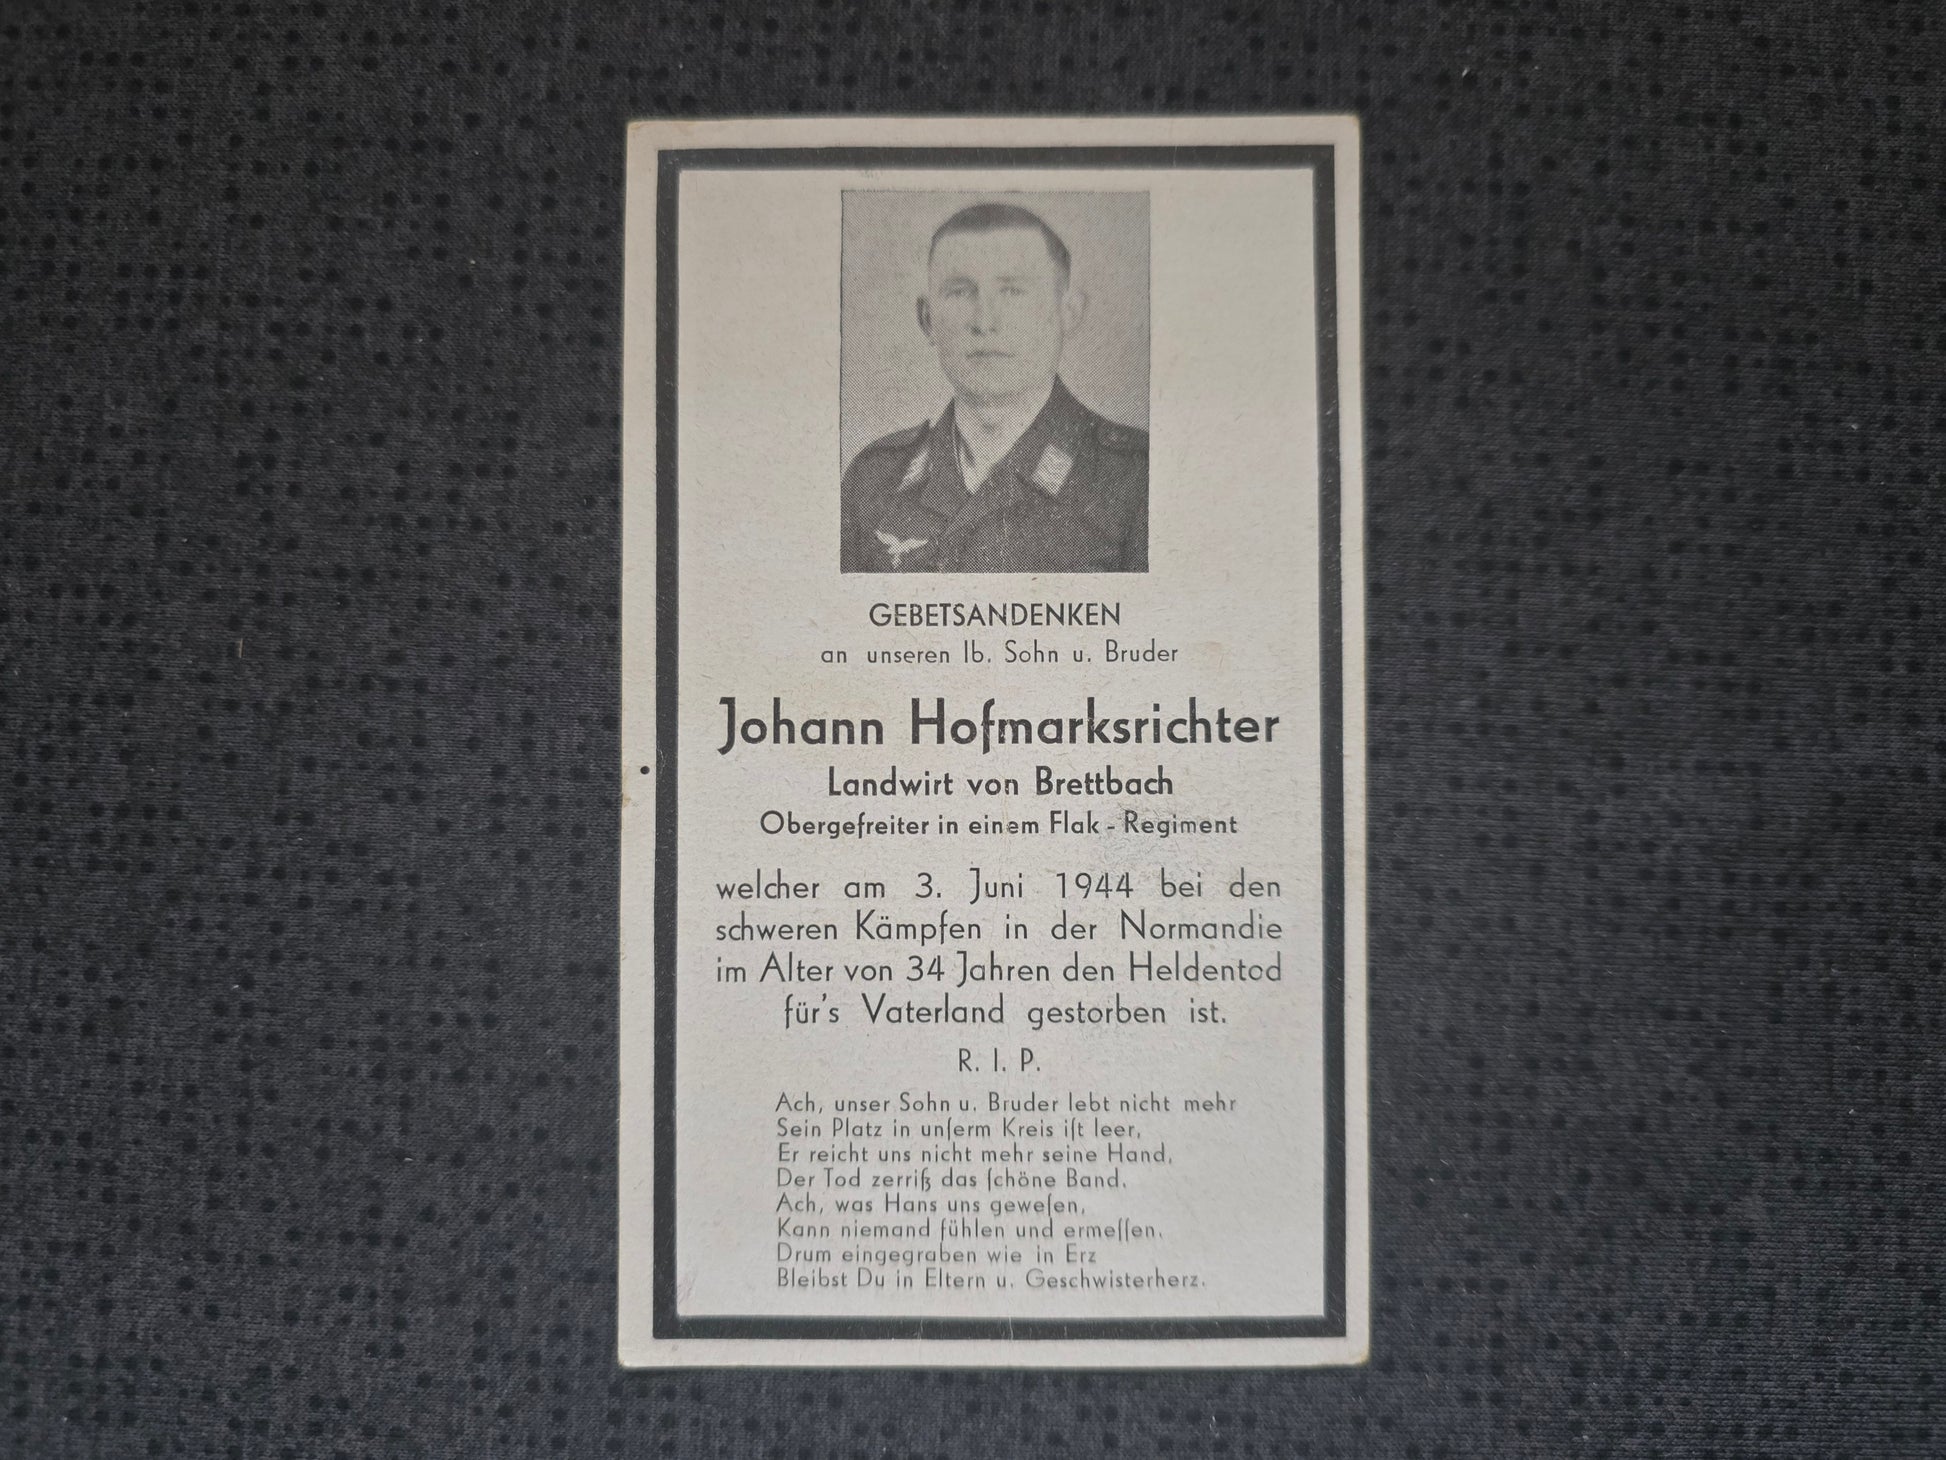 GEBETSANDENKEN
an unseren lb. Sohn u. Bruder
Johann Hofmarksrichter
Landwirt von Brettbach
Obergefreiter in einem Flak-Regiment
welcher am 3. Juni 1944 bei den
schweren Kämpfen in der Normandie
im Alter von 34 Jahren den Heldentod
für's Vaterland gestorben ist.
R. I. P.
Ach, unser Sohn u. Bruder lebt nicht mehr
Sein Platz in unſerm Kreis iſt leer,
Er reicht uns nicht mehr seine Hand,
Der Tod zerriß das ſchöne Band.
Ach, was Hans uns geweſen,
Kann niemand fühlen und ermeſſen.
Drum eingegraben wie in Erz
Bleibst Du in Eltern u. Geschwisterherz.